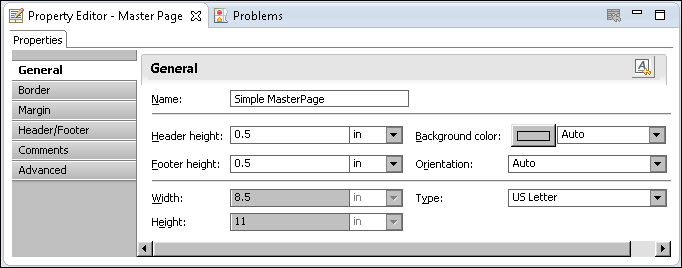 Property Editor - Master Page
Problems
Properties
General
Border
Margin
Header/Footer
Comments
Advanced
General
A
Name: Simple MasterPage
Header height: 0.5 in Background color: Auto
Footer height: 0.5 in Orientation: Auto
Width: 8.5 in Type: US Letter
Height: 11 in